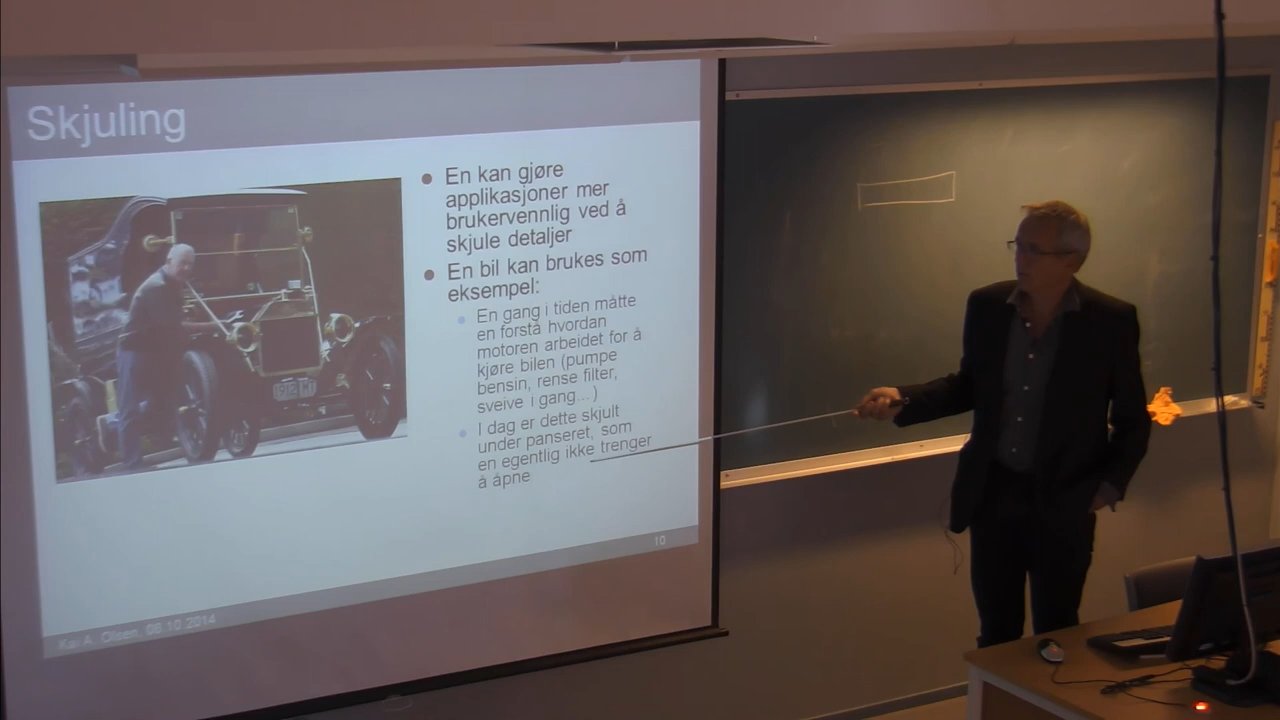 Skjuling
En kan gjøre
applikasjoner mer
brukervennlig ved å
skjule detaljer
En bil kan brukes som
eksempel:
En gang i tiden måtte
en forstå hvordan
motoren arbeidet for å
kjøre bilen (pumpe
bensin, rense filter,
sveive i gang...)
I dag er dette skjult
under panseret, som
en egentlig ikke trenger
å åpne
10
Kai A. Olsen, 06.10.2014